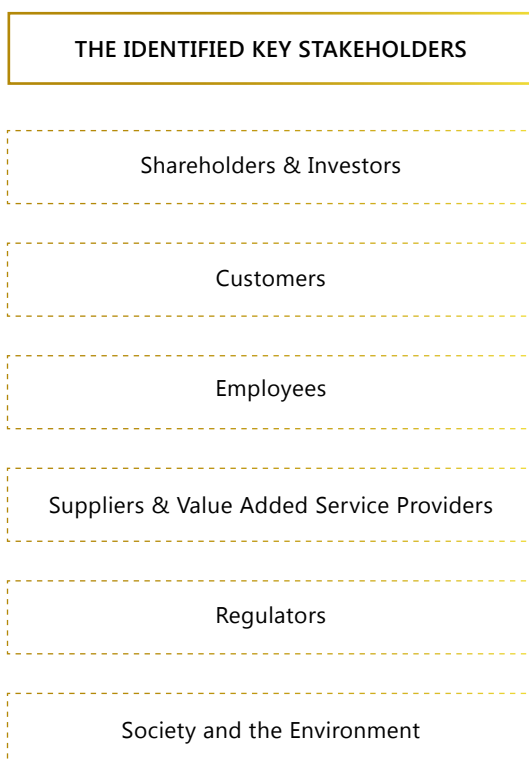 THE IDENTIFIED KEY STAKEHOLDERS
Shareholders & Investors
Customers
Employees
Suppliers & Value Added Service Providers
Regulators
Society and the Environment